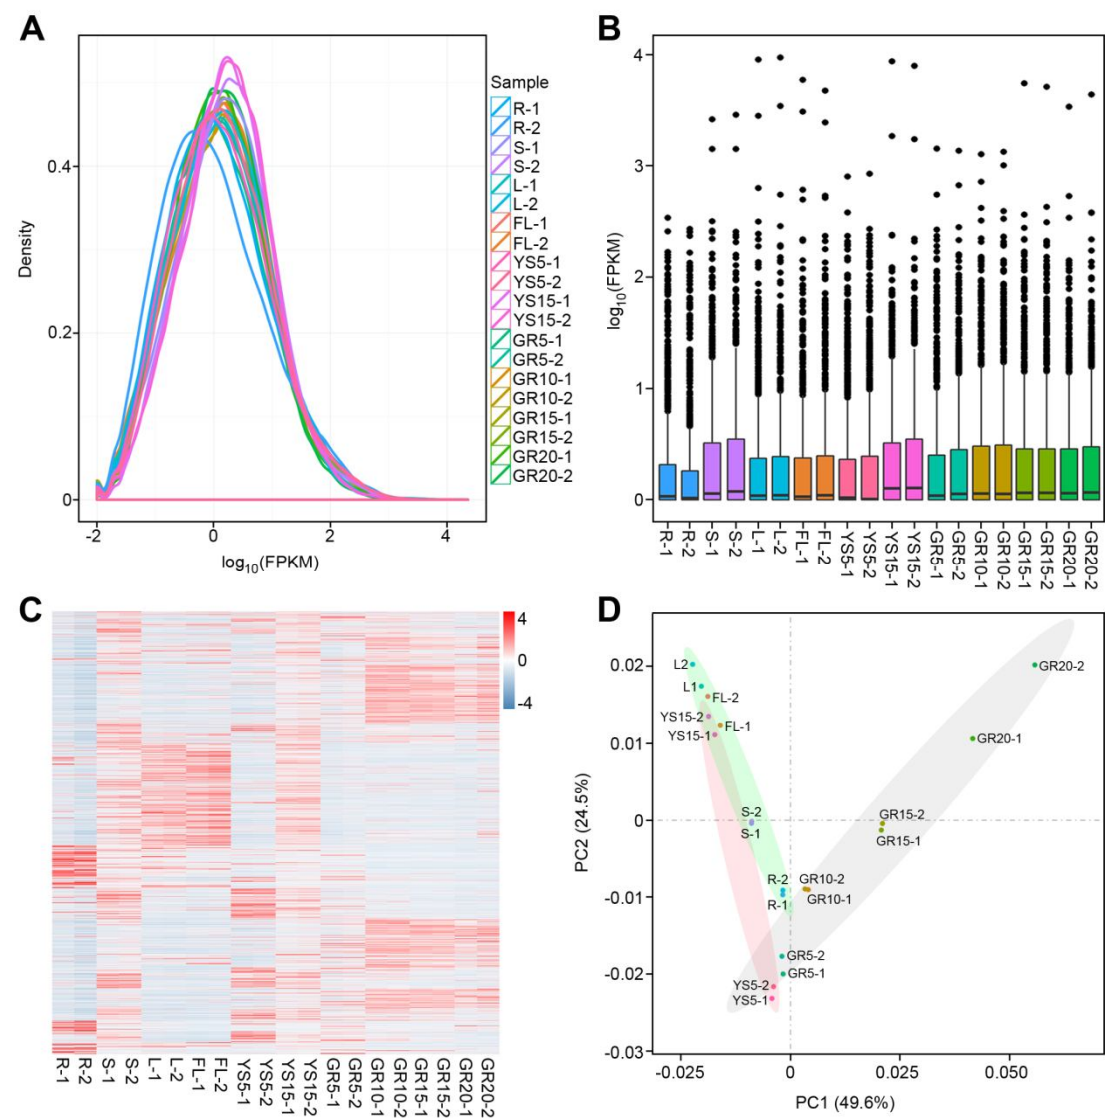 A
Density
0.4
0.2
0
-2
0
2
4
log10(FPKM)
Sample
R-1
R-2
S-1
S-2
L-1
L-2
FL-1
FL-2
YS5-1
YS5-2
YS15-1
YS15-2
GR5-1
GR5-2
GR10-1
GR10-2
GR15-1
GR15-2
GR20-1
GR20-2
B
log10(FPKM)
4
3
2
1
0
R-1
R-2
S-1
S-2
L-1
L-2
FL-1
FL-2
YS5-1
YS5-2
YS15-1
YS15-2
GR5-1
GR5-2
GR10-1
GR10-2
GR15-1
GR15-2
GR20-1
GR20-2
C
4
0
-4
R-1
R-2
S-1
S-2
L-1
L-2
FL-1
FL-2
YS5-1
YS5-2
YS15-1
YS15-2
GR5-1
GR5-2
GR10-1
GR10-2
GR15-1
GR15-2
GR20-1
GR20-2
D
PC2 (24.5%)
0.02
0.01
0
-0.01
-0.02
-0.03
L2
L1
FL-2
YS15-2
FL-1
YS15-1
GR20-2
GR20-1
S-2
S-1
GR15-2
GR15-1
R-2
R-1
GR10-2
GR10-1
GR5-2
GR5-1
YS5-2
YS5-1
-0.025
0
0.025
0.050
PC1 (49.6%)